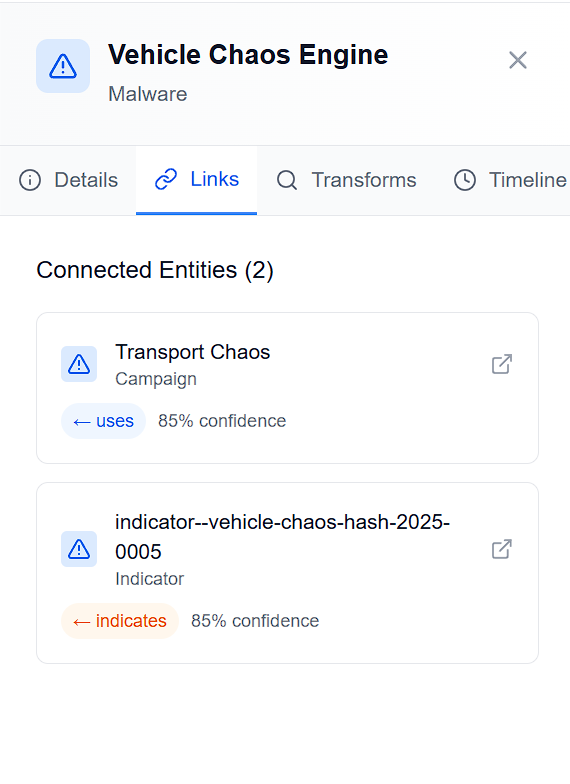 Vehicle Chaos Engine
Malware
Details
Links
Transforms
Timeline
Connected Entities (2)
Transport Chaos
Campaign
← uses
85% confidence
indicator--vehicle-chaos-hash-2025-
0005
Indicator
← indicates
85% confidence